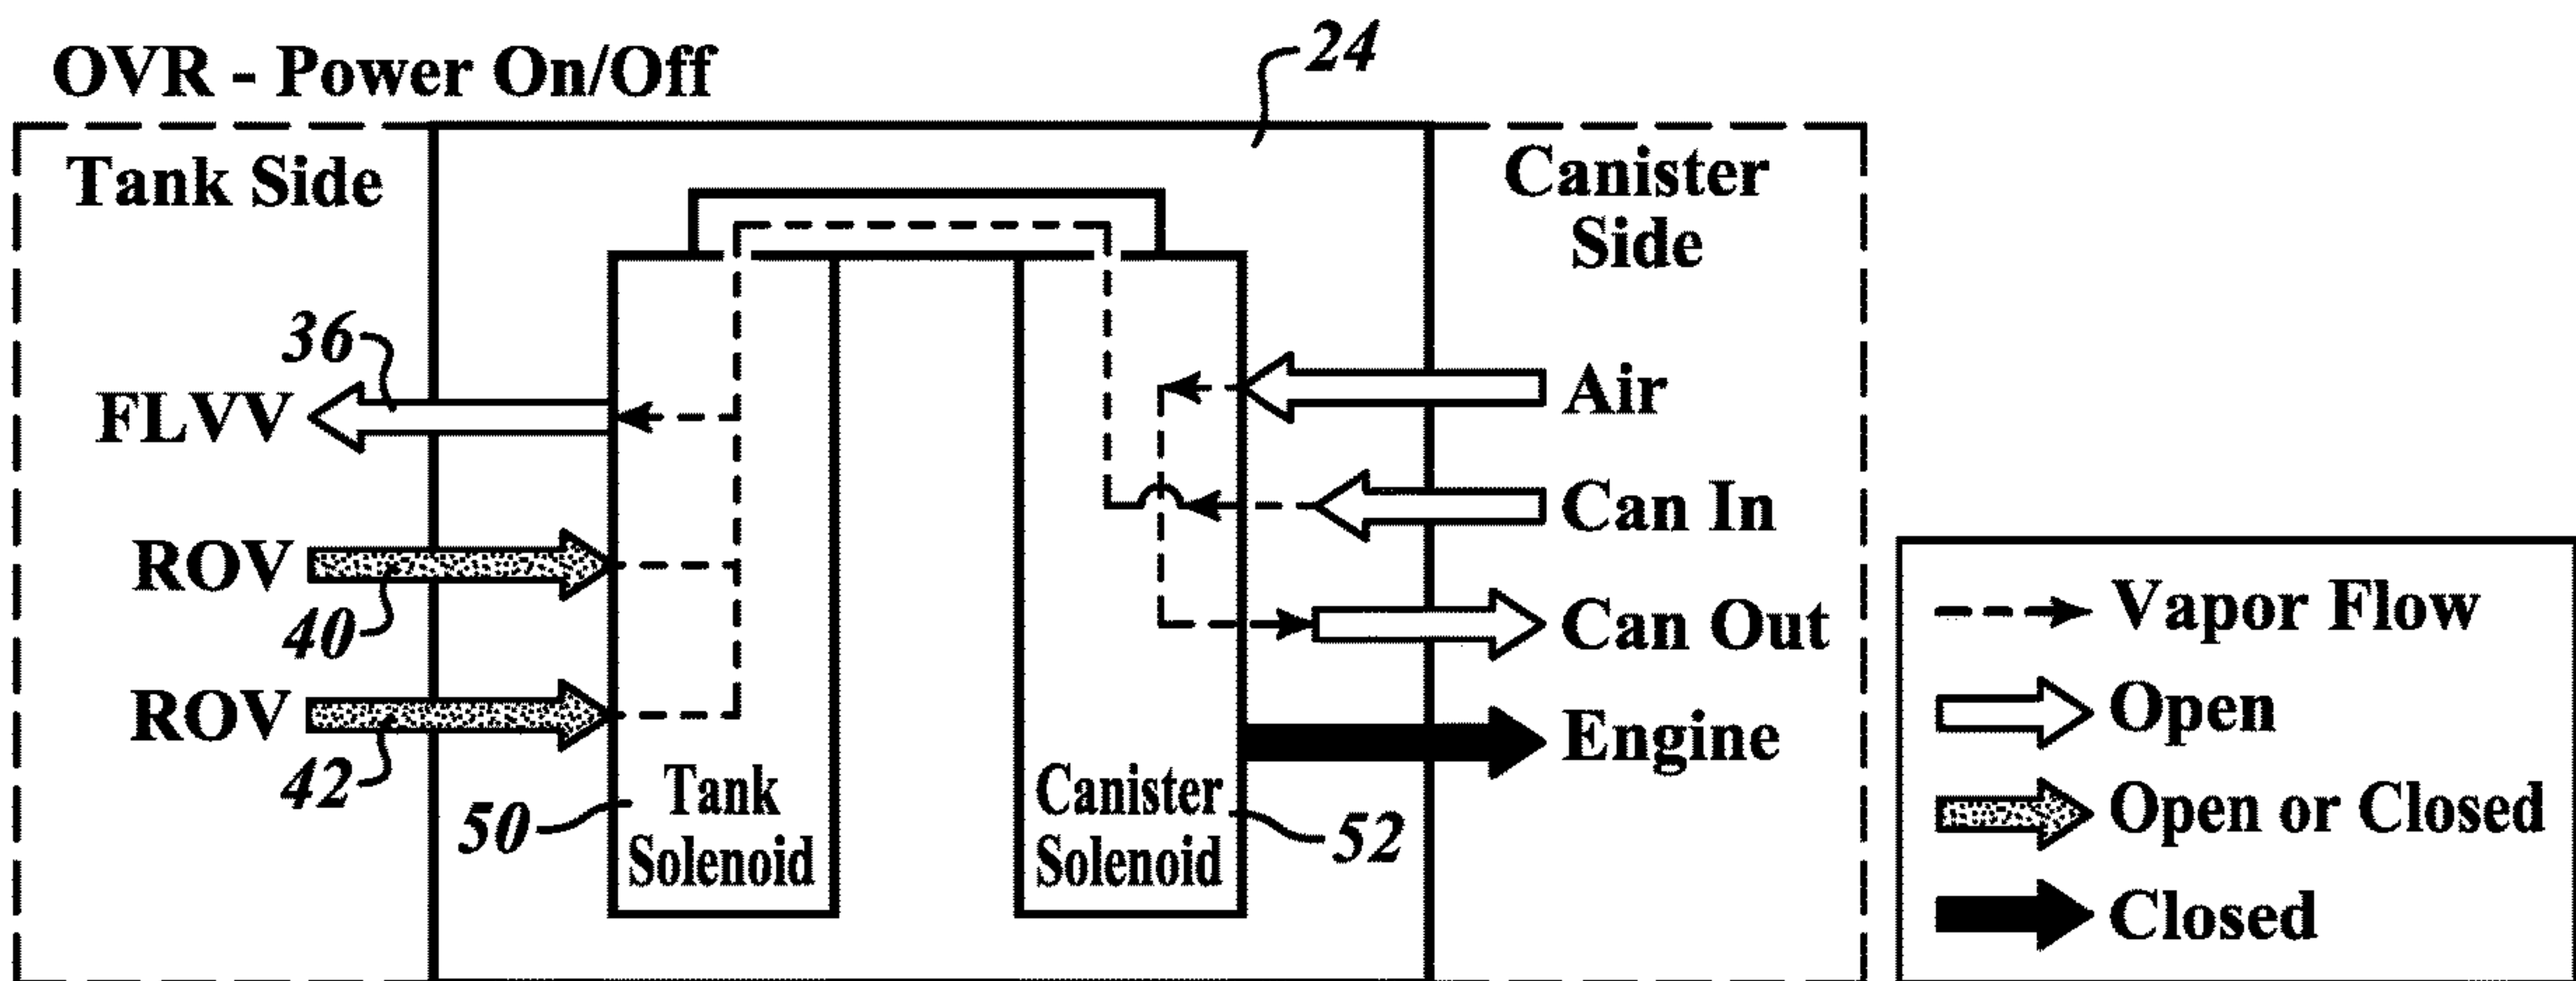 OVR - Power On/Off
24
Tank Side
Canister
Side
36
FLVV
Air
Can In
ROV
40
Can Out
ROV
42
Engine
50
Tank
Solenoid
Canister
Solenoid
52
Vapor Flow
Open
Open or Closed
Closed